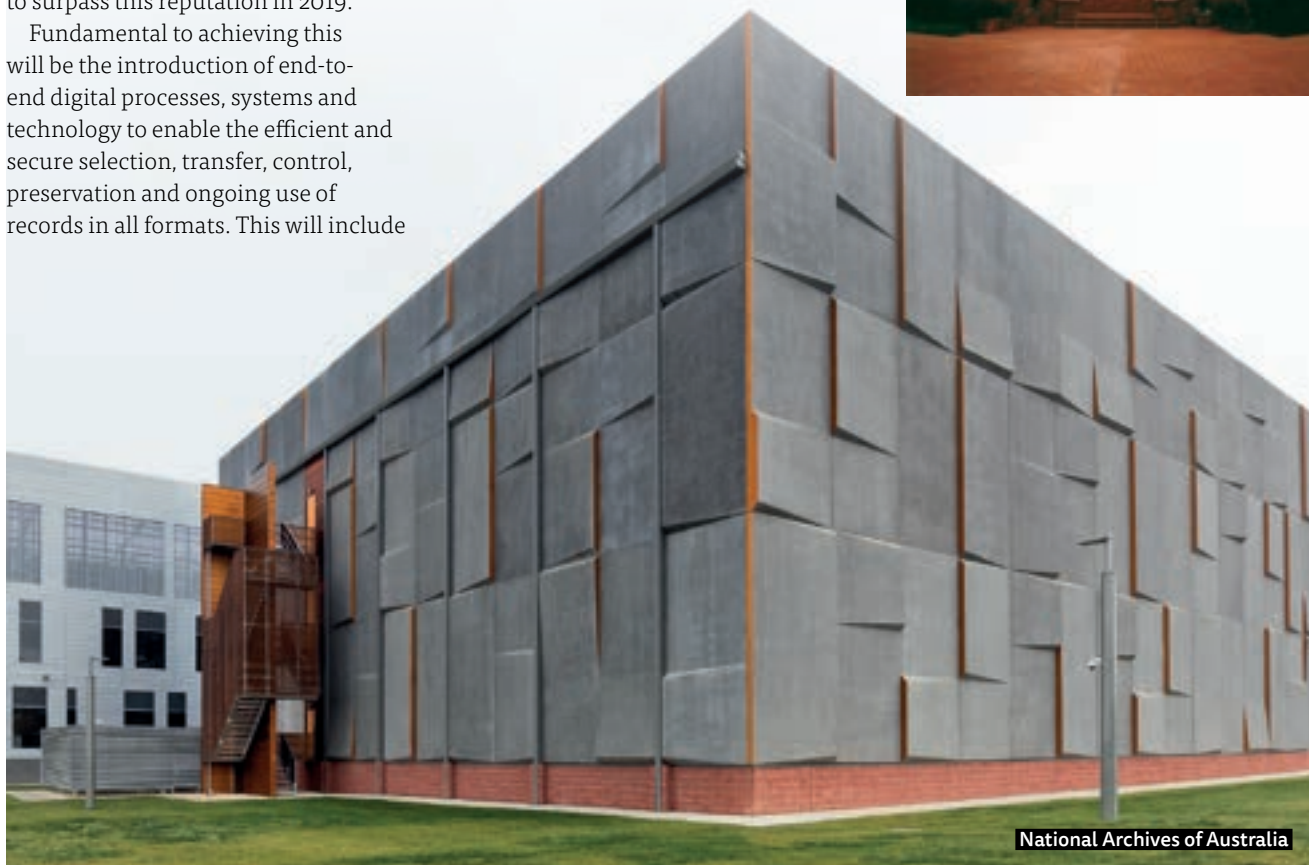 to surpass this reputation in 2019.
Fundamental to achieving this
will be the introduction of end-to-
end digital processes, systems and
technology to enable the efficient and
secure selection, transfer, control,
preservation and ongoing use of
records in all formats. This will include
National Archives of Australia